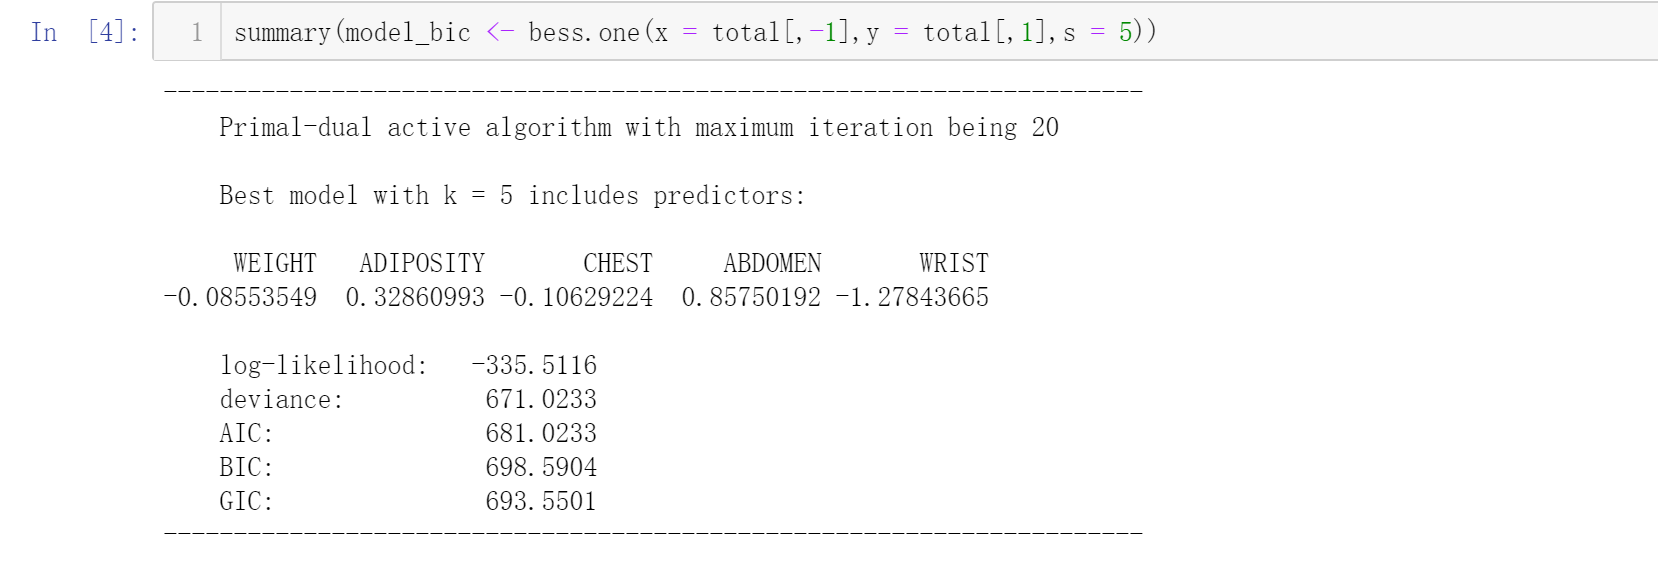 In [4]: 1 summary(model_bic <- bess.one(x = total[,-1],y = total[,1],s = 5))
----------------------------------------------------------------------
Primal-dual active algorithm with maximum iteration being 20
Best model with k = 5 includes predictors:
WEIGHT ADIPOSITY CHEST ABDOMEN WRIST
-0.08553549 0.32860993 -0.10629224 0.85750192 -1.27843665
log-likelihood: -335.5116
deviance: 671.0233
AIC: 681.0233
BIC: 698.5904
GIC: 693.5501
----------------------------------------------------------------------